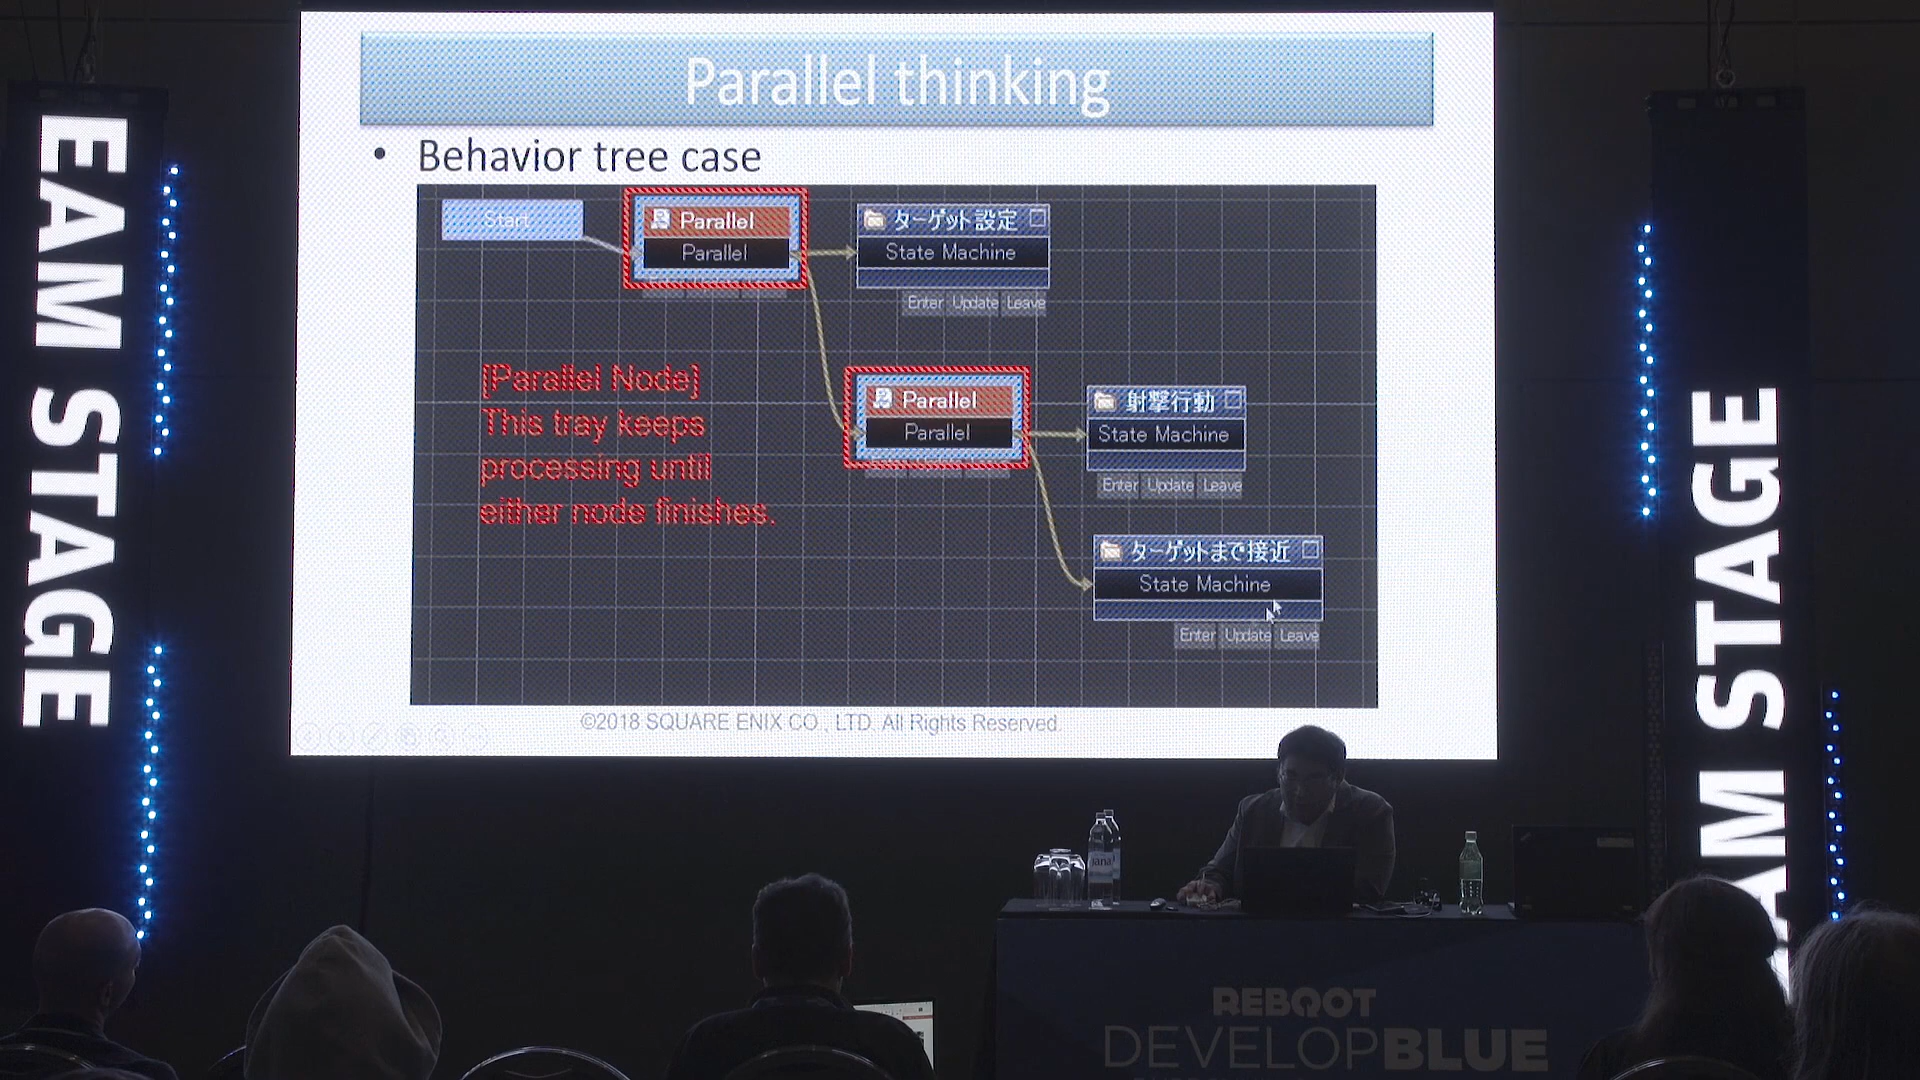 Parallel thinking
• Behavior tree case
Start
Parallel
Parallel
ターゲット設定
State Machine
Enter Update Leave
[Parallel Node]
This tray keeps
processing until
either node finishes.
Parallel
Parallel
射撃行動
State Machine
Enter Update Leave
ターゲットまで接近
State Machine
Enter Update Leave
©2018 SQUARE ENIX CO., LTD. All Rights Reserved.
EAM STAGE
AM STAGE
jana
REBOOT
DEVELOPBLUE